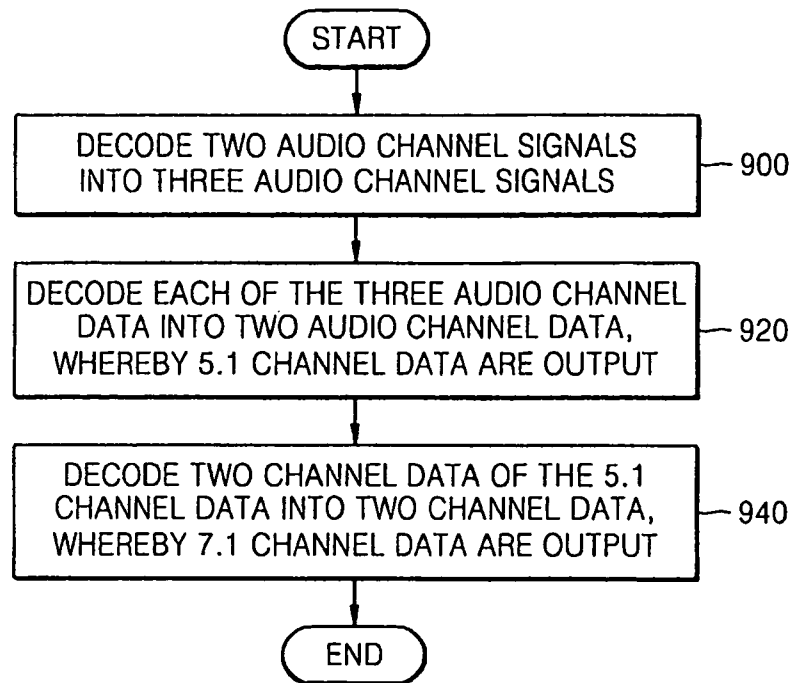 START
DECODE TWO AUDIO CHANNEL SIGNALS
INTO THREE AUDIO CHANNEL SIGNALS
900
DECODE EACH OF THE THREE AUDIO CHANNEL
DATA INTO TWO AUDIO CHANNEL DATA,
WHEREBY 5.1 CHANNEL DATA ARE OUTPUT
920
DECODE TWO CHANNEL DATA OF THE 5.1
CHANNEL DATA INTO TWO CHANNEL DATA,
WHEREBY 7.1 CHANNEL DATA ARE OUTPUT
940
END